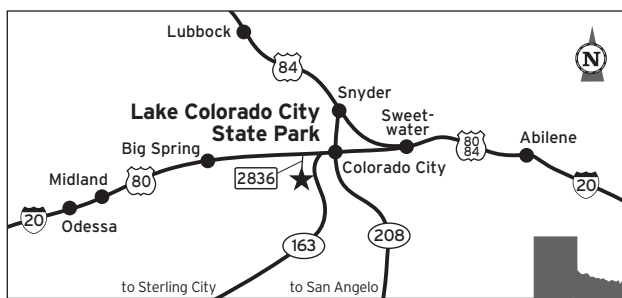 Lubbock
84
N
Snyder
Lake Colorado City
State Park
Sweet-
water
80
84
Abilene
Big Spring
Colorado City
Midland
80
2836
20
Odessa
20
163
208
to Sterling City
to San Angelo